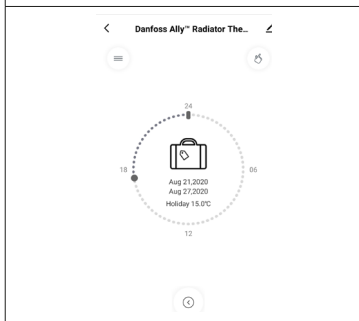 Danfoss Ally™ Radiator The...
24
18
06
Aug 21,2020
Aug 27,2020
Holiday 15.0°C
12